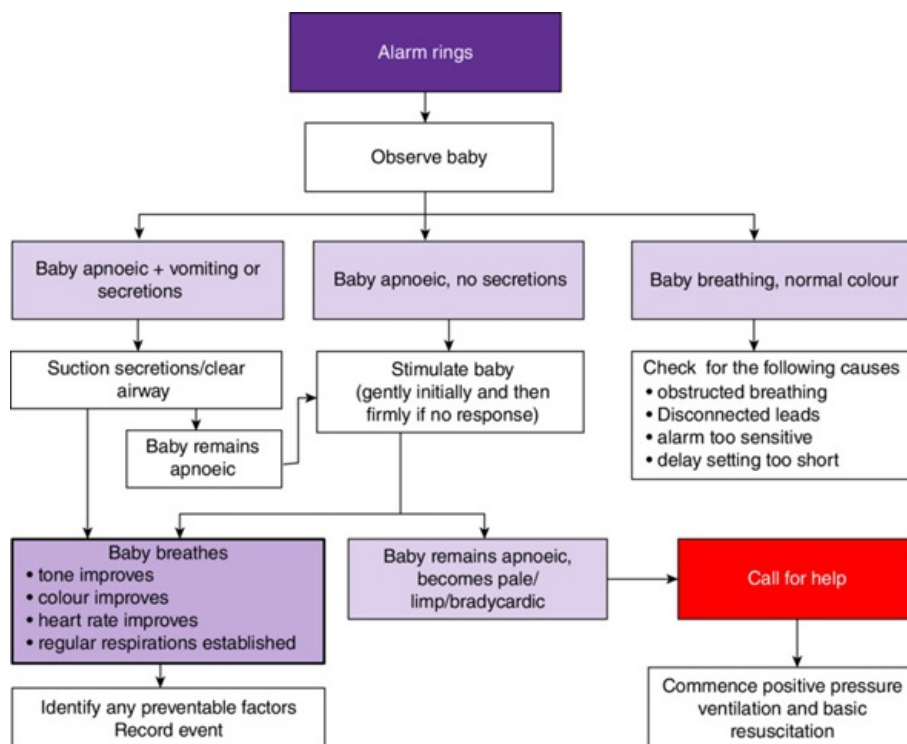 Alarm rings
Observe baby
Baby apnoeic + vomiting or
secretions
Baby apnoeic, no secretions
Baby breathing, normal colour
Suction secretions/clear
airway
Stimulate baby
(gently initially and then
firmly if no response)
Check for the following causes
• obstructed breathing
• Disconnected leads
• alarm too sensitive
• delay setting too short
Baby remains
apnoeic
Baby breathes
• tone improves
• colour improves
• heart rate improves
• regular respirations established
Baby remains apnoeic,
becomes pale/
limp/bradycardic
Call for help
Identify any preventable factors
Record event
Commence positive pressure
ventilation and basic
resuscitation